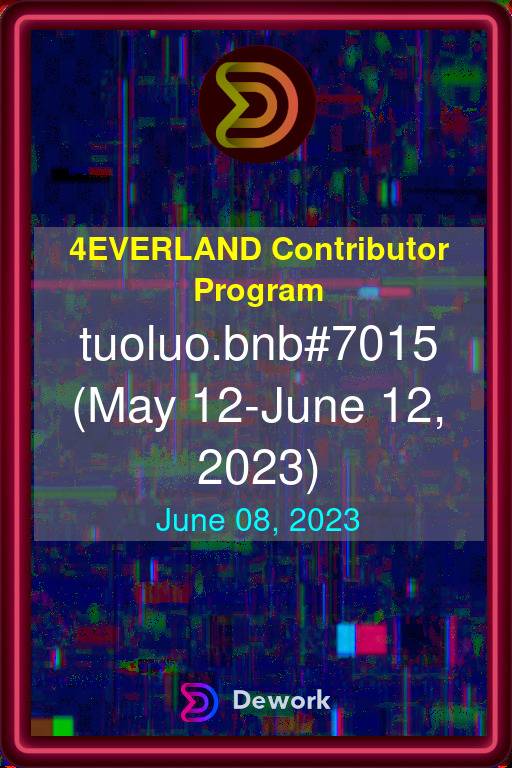 4EVERLAND Contributor
Program
tuoluo.bnb#7015
(May 12-June 12,
2023)
June 08, 2023
Dework